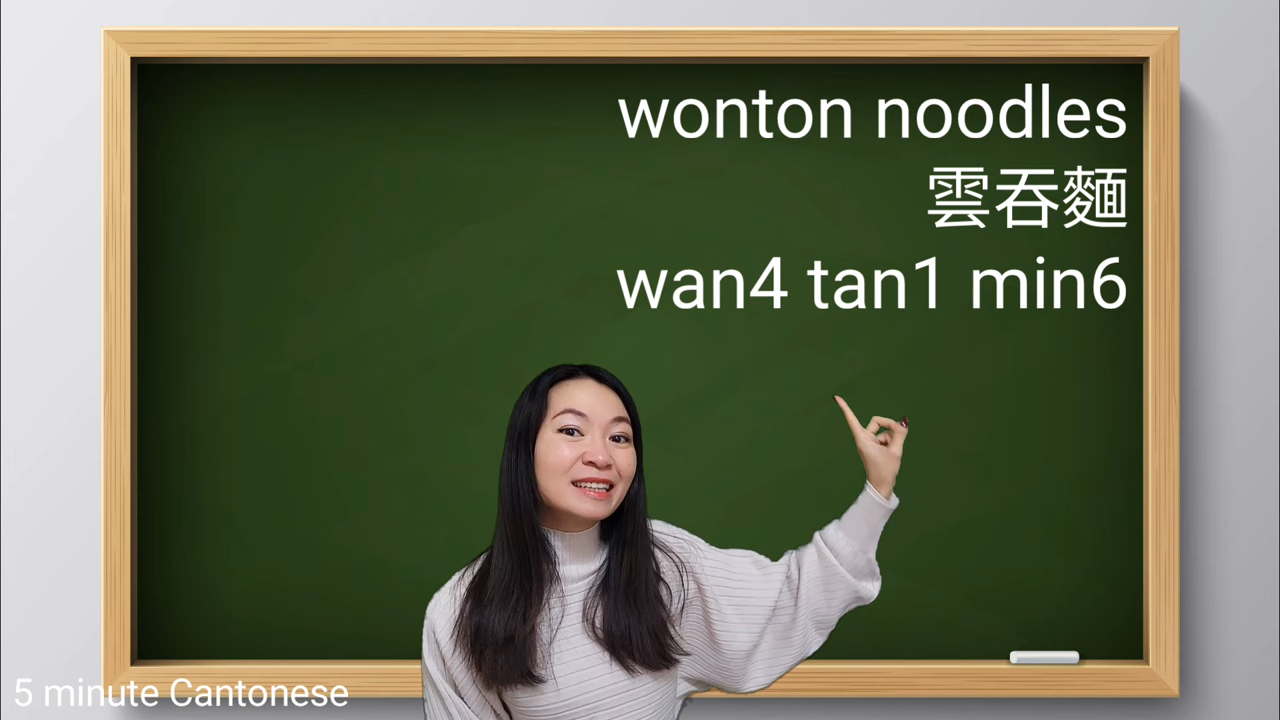 wonton noodles
雲吞麵
wan4 tan1 min6
5 minute Cantonese